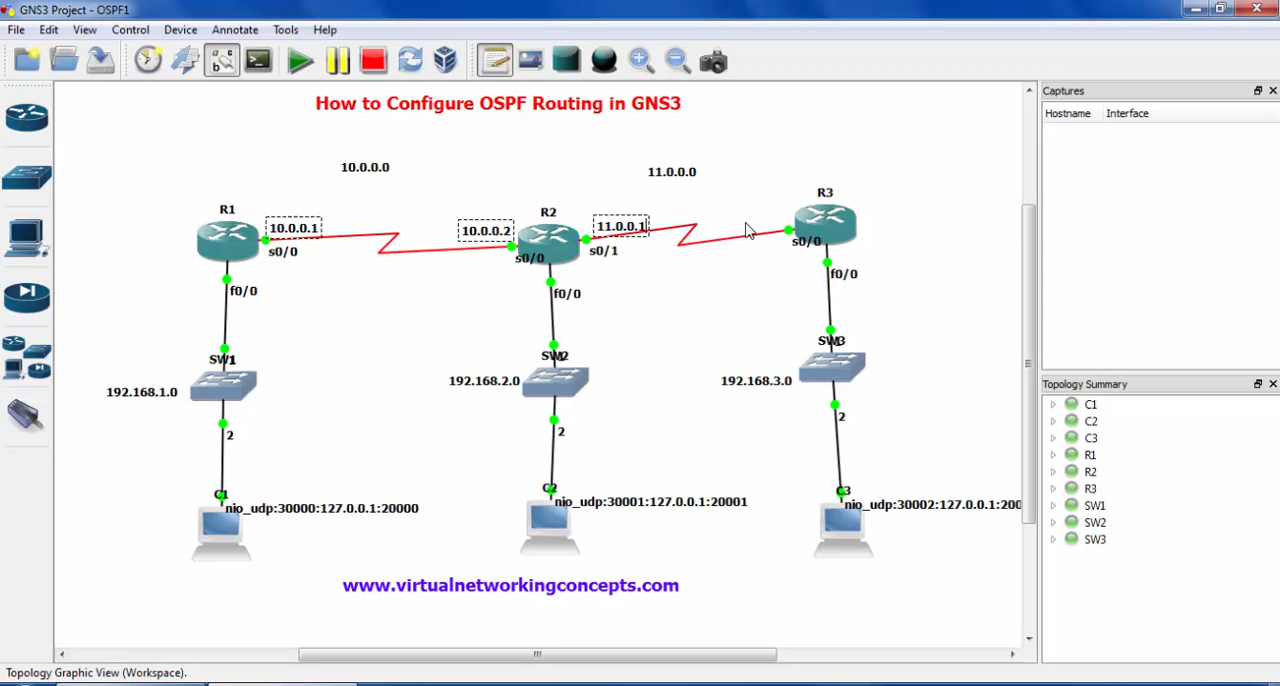 GNS3 Project - OSPF1
File Edit View Control Device Annotate Tools Help
How to Configure OSPF Routing in GNS3
10.0.0.0
11.0.0.0
R1
R2
R3
10.0.0.1
10.0.0.2
11.0.0.1
s0/0
s0/0
s0/1
s0/0
f0/0
f0/0
f0/0
SW1
SW2
SW3
192.168.1.0
192.168.2.0
192.168.3.0
2
2
2
C1
C2
C3
nio_udp:30000:127.0.0.1:20000
nio_udp:30001:127.0.0.1:20001
nio_udp:30002:127.0.0.1:200
www.virtualnetworkingconcepts.com
Captures
Hostname Interface
Topology Summary
C1
C2
C3
R1
R2
R3
SW1
SW2
SW3
Topology Graphic View (Workspace).